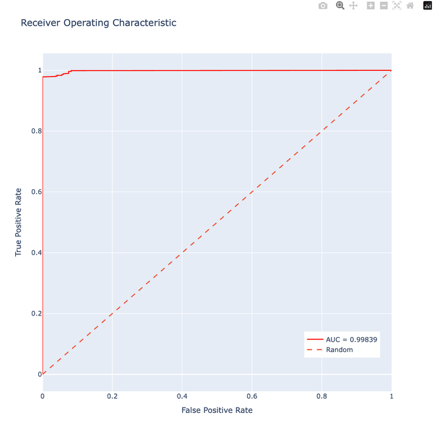 Receiver Operating Characteristic
True Positive Rate
1
0.8
0.6
0.4
0.2
0
0
0.2
0.4
0.6
0.8
1
False Positive Rate
AUC = 0.99839
Random